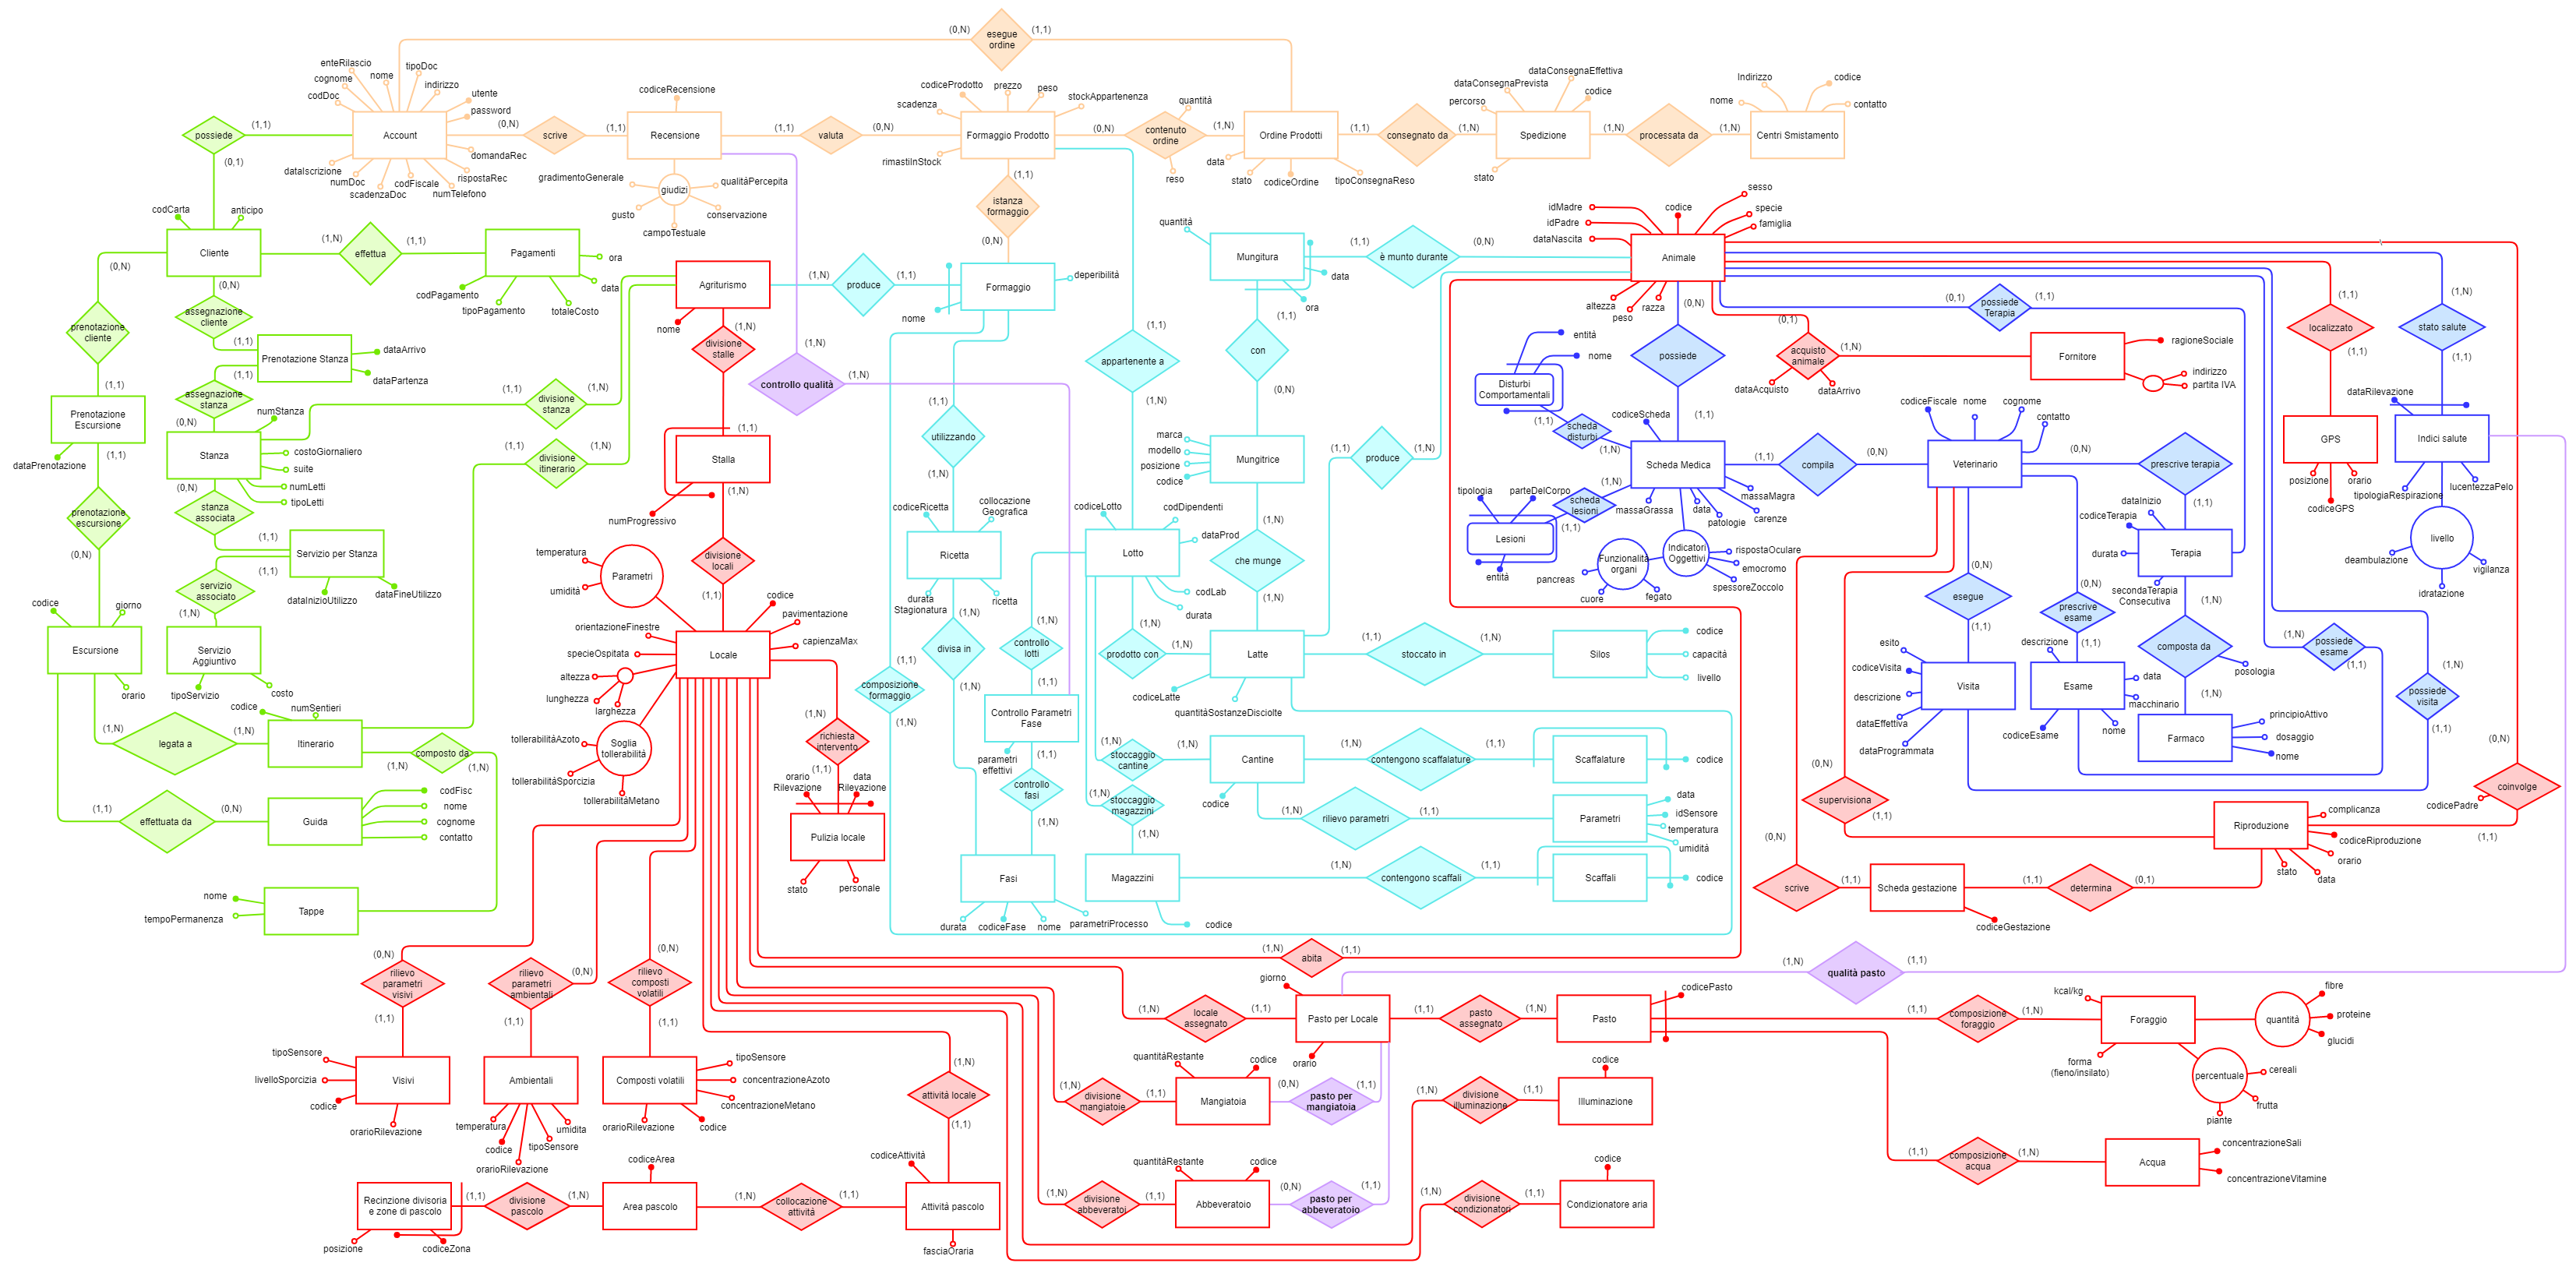 esegue
ordine
(0,N)
(1,1)
enteRilascio
tipoDoc
cognome
nome
indirizzo
codDoc
utente
password
Account
possiede
(1,1)
(0,1)
domandaRec
rispostaRec
dataIscrizione
numDoc
scadenzaDoc
codFiscale
numTelefono
(0,N)
scrive
(1,1)
codiceRecensione
Recensione
gradimentoGenerale
giudizi
qualitàPercepita
gusto
conservazione
campoTestuale
(1,1)
valuta
(0,N)
codiceProdotto
prezzo
peso
scadenza
stockAppartenenza
Formaggio Prodotto
rimastiInStock
(1,1)
istanza
formaggio
(0,N)
(0,N)
contenuto
ordine
quantità
reso
(1,N)
Ordine Prodotti
data
stato
codiceOrdine
tipoConsegnaReso
(1,1)
consegnato da
(1,N)
dataConsegnaEffettiva
dataConsegnaPrevista
percorso
codice
Spedizione
stato
(1,N)
processata da
(1,N)
Indirizzo
codice
nome
contatto
Centri Smistamento
codCarta
anticipo
Cliente
(0,N)
(1,N)
effettua
(1,1)
Pagamenti
ora
data
codPagamento
tipoPagamento
totaleCosto
(0,N)
assegnazione
cliente
(1,1)
prenotazione
cliente
(1,1)
Prenotazione Stanza
dataArrivo
dataPartenza
(1,1)
assegnazione
stanza
(0,N)
Prenotazione
Escursione
dataPrenotazione
(1,1)
prenotazione
escursione
(0,N)
numStanza
Stanza
costoGiornaliero
suite
numLetti
tipoLetti
(0,N)
stanza
associata
(1,1)
Servizio per Stanza
dataInizioUtilizzo
dataFineUtilizzo
(1,1)
servizio
associato
(1,N)
Servizio
Aggiuntivo
tipoServizio
costo
(1,1)
divisione
stanza
(1,N)
(1,1)
divisione
itinerario
(1,N)
codice
giorno
Escursione
orario
(1,N)
legata a
(1,N)
codice
numSentieri
Itinerario
(1,N)
composto da
(1,N)
(1,1)
effettuata da
(0,N)
Guida
codFisc
nome
cognome
contatto
nome
tempoPermanenza
Tappe
Agriturismo
nome
(1,N)
produce
(1,1)
Formaggio
deperibilità
nome
(1,N)
divisione
stalle
(1,1)
Stalla
numProgressivo
(1,N)
divisione
locali
(1,1)
controllo qualità
(1,N)
(1,N)
temperatura
Parametri
umidità
codice
pavimentazione
capienzaMax
orientazioneFinestre
specieOspitata
Locale
altezza
lunghezza
larghezza
tollerabilitàAzoto
Soglia
tollerabilità
tollerabilitàSporcizia
tollerabilitàMetano
(1,N)
richiesta
intervento
(1,1)
orario
Rilevazione
data
Rilevazione
Pulizia locale
stato
personale
(1,1)
utilizzando
(1,N)
codiceRicetta
collocazione
Geografica
Ricetta
durata
Stagionatura
ricetta
(1,N)
divisa in
(1,N)
(1,1)
composizione
formaggio
(1,N)
(1,1)
appartenente a
(1,N)
codiceLotto
codDipendenti
dataProd
Lotto
codLab
durata
(1,N)
controllo
lotti
(1,1)
Controllo Parametri
Fase
parametri
effettivi
(1,1)
controllo
fasi
(1,N)
Fasi
durata
codiceFase
nome
parametriProcesso
(1,N)
prodotto con
(1,N)
quantità
Mungitura
data
ora
(1,1)
è munto durante
(0,N)
(1,1)
con
(0,N)
marca
modello
posizione
codice
Mungitrice
(1,N)
che munge
(1,N)
(1,1)
produce
(1,N)
Latte
codiceLatte
quantitàSostanzeDisciolte
(1,1)
stoccato in
(1,N)
Silos
codice
capacità
livello
(1,N)
stoccaggio
cantine
(1,N)
Cantine
codice
(1,N)
contengono scaffalature
(1,1)
Scaffalature
codice
(1,N)
rilievo parametri
(1,1)
Parametri
data
idSensore
temperatura
umidità
stoccaggio
magazzini
(1,N)
Magazzini
codice
(1,N)
contengono scaffali
(1,1)
Scaffali
codice
idMadre
idPadre
dataNascita
codice
sesso
specie
famiglia
Animale
altezza
peso
razza
(0,N)
possiede
(1,1)
(0,1)
acquisto
animale
(1,N)
dataAcquisto
dataArrivo
Fornitore
ragioneSociale
indirizzo
partita IVA
(0,1)
possiede
Terapia
(1,1)
(1,1)
localizzato
(1,1)
GPS
posizione
orario
codiceGPS
(1,N)
stato salute
(1,1)
dataRilevazione
Indici salute
tipologiaRespirazione
lucentezzaPelo
livello
deambulazione
vigilanza
idratazione
entità
nome
Disturbi
Comportamentali
(1,1)
scheda
disturbi
(1,N)
codiceScheda
Scheda Medica
massaMagra
carenze
data
patologie
massaGrassa
(1,N)
scheda
lesioni
(1,1)
tipologia
parteDelCorpo
Lesioni
entità
Funzionalità
organi
pancreas
cuore
fegato
Indicatori
Oggettivi
rispostaOculare
emocromo
spessoreZoccolo
(1,1)
compila
(0,N)
codiceFiscale
nome
cognome
contatto
Veterinario
(0,N)
prescrive terapia
(1,1)
dataInizio
codiceTerapia
durata
Terapia
secondaTerapia
Consecutiva
(1,N)
composta da
posologia
(1,N)
Farmaco
principioAttivo
dosaggio
nome
(0,N)
esegue
(1,1)
esito
codiceVisita
descrizione
dataEffettiva
dataProgrammata
Visita
(0,N)
prescrive
esame
(1,1)
descrizione
Esame
data
macchinario
codiceEsame
nome
(1,N)
possiede
esame
(1,1)
(1,N)
possiede
visita
(1,1)
(0,N)
supervisiona
(1,1)
(0,N)
coinvolge
codicePadre
(1,1)
Riproduzione
complicanza
codiceRiproduzione
orario
stato
data
(0,N)
scrive
(1,1)
Scheda gestazione
codiceGestazione
(1,1)
determina
(0,1)
(1,N)
abita
(1,1)
(1,N)
qualità pasto
(1,1)
(0,N)
rilievo
parametri
visivi
(1,1)
tipoSensore
livelloSporcizia
codice
Visivi
orarioRilevazione
rilievo
parametri
ambientali
(0,N)
(1,1)
Ambientali
temperatura
codice
orarioRilevazione
tipoSensore
umidita
(0,N)
rilievo
composti
volatili
(1,1)
Composti volatili
tipoSensore
concentrazioneAzoto
concentrazioneMetano
orarioRilevazione
codice
(1,N)
attività locale
(1,1)
codiceAttività
Attività pascolo
fasciaOraria
(1,1)
collocazione
attività
(1,N)
codiceArea
Area pascolo
(1,N)
divisione
pascolo
(1,1)
Recinzione divisoria
e zone di pascolo
posizione
codiceZona
(1,N)
locale
assegnato
(1,1)
giorno
Pasto per Locale
orario
(1,1)
pasto
assegnato
(1,N)
Pasto
codicePasto
(1,1)
composizione
foraggio
(1,N)
kcal/kg
Foraggio
forma
(fieno/insilato)
quantità
fibre
proteine
glucidi
percentuale
cereali
frutta
piante
(1,1)
composizione
acqua
(1,N)
Acqua
concentrazioneSali
concentrazioneVitamine
(1,N)
divisione
mangiatoie
(1,1)
quantitàRestante
codice
Mangiatoia
(0,N)
pasto per
mangiatoia
(1,1)
(1,N)
divisione
illuminazione
(1,1)
codice
Illuminazione
(1,N)
divisione
abbeveratoi
(1,1)
quantitàRestante
codice
Abbeveratoio
(0,N)
pasto per
abbeveratoio
(1,1)
(1,N)
divisione
condizionatori
(1,1)
codice
Condizionatore aria